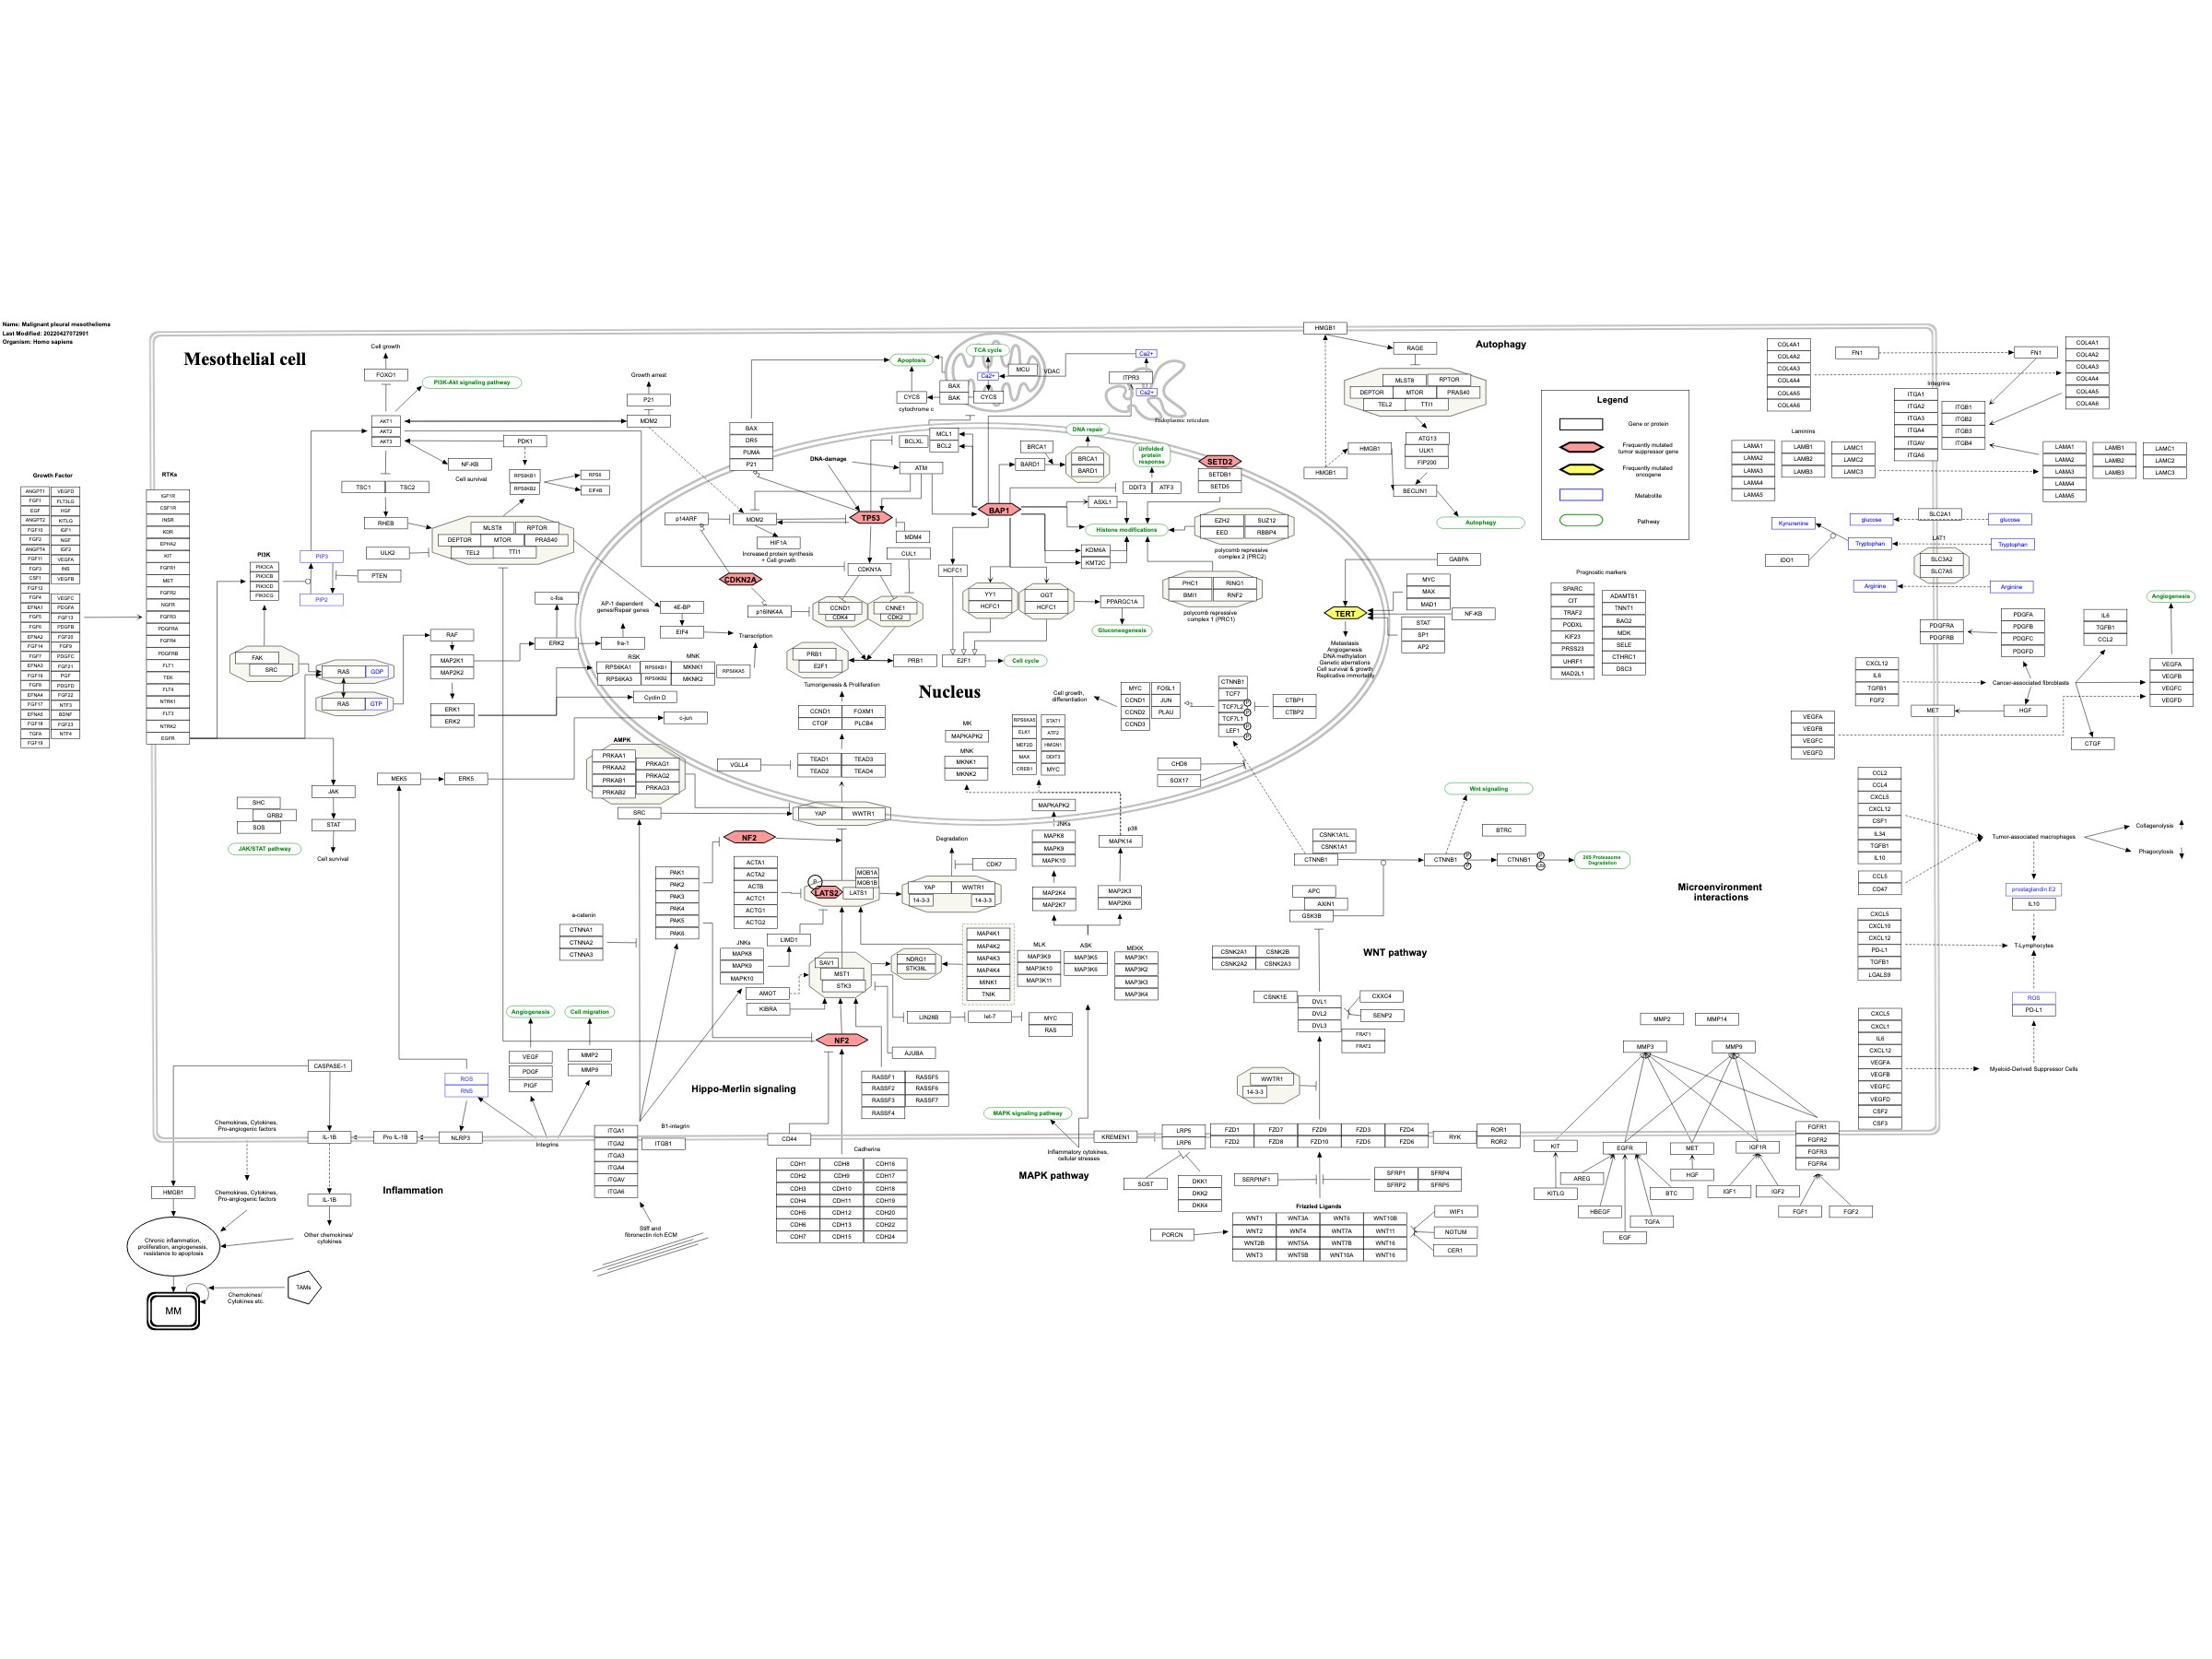 Name: Malignant pleural mesothelioma
Last Modified: 20220427072901
Organism: Homo sapiens
Mesothelial cell
Cell growth
FOXO1
PI3K-Akt signaling pathway
AKT1
AKT2
AKT3
PDK1
NF-KB
Cell survival
TSC1 TSC2
RHEB
ULK2
RPS6KB1
RPS6KB2
RPS6
EIF4B
MLST8 RPTOR
DEPTOR MTOR PRAS40
TEL2 TTI1
Growth arrest
P21
MDM2
Growth Factor
ANGPT1 VEGFD
FGF1 FLT3LG
EGF HGF
ANGPT2 KITLG
FGF10 IGF1
FGF2 NGF
ANGPT4 IGF2
FGF11 VEGFA
FGF3 INS
CSF1 VEGFB
FGF12
FGF4 VEGFC
EFNA1 PDGFA
FGF5 FGF13
FGF6 PDGFB
EFNA2 FGF20
FGF14 FGF9
FGF7 PDGFC
EFNA3 FGF21
FGF16 PGF
FGF8 PDGFD
EFNA4 FGF22
FGF17 NTF3
EFNA5 BDNF
FGF18 FGF23
TGFA NTF4
FGF19
RTKs
IGF1R
CSF1R
INSR
KDR
EPHA2
KIT
FGFR1
MET
FGFR2
NGFR
FGFR3
PDGFRA
FGFR4
PDGFRB
FLT1
TEK
FLT4
NTRK1
FLT3
NTRK2
EGFR
PI3K
PIK3CA
PIK3CB
PIK3CD
PIK3CG
PIP3
PIP2
PTEN
FAK
SRC
RAS GDP
RAS GTP
RAF
MAP2K1
MAP2K2
ERK1
ERK2
c-fos
ERK2
AP-1 dependent
genes/Repair genes
fra-1
4E-BP
EIF4
Transcription
RSK MNK
RPS6KA1 RPS6KB1 MKNK1
RPS6KA3 RPS6KB2 MKNK2
RPS6KA5
Cyclin D
c-jun
MEK5
ERK5
JAK
STAT
Cell survival
SHC
GRB2
SOS
JAK/STAT pathway
BAX
DR5
PUMA
P21
Apoptosis
CYCS
cytochrome c
TCA cycle
Ca2+
MCU
BAX
BAK
CYCS
VDAC
Ca2+
ITPR3
Ca2+
Endoplasmic reticulum
DNA-damage
BCLXL
MCL1
BCL2
ATM
p14ARF
MDM2
TP53
HIF1A
MDM4
Increased protein synthesis
+ Cell growth
CUL1
CDKN1A
CDKN2A
p16INK4A
CCND1
CDK4
CNNE1
CDK2
PRB1
E2F1
PRB1
BRCA1
BARD1
DNA repair
BRCA1
BARD1
Unfolded
protein
response
DDIT3 ATF3
SETD2
SETDB1
SETD5
BAP1
ASXL1
Histone modifications
KDM6A
KMT2C
EZH2 SUZ12
EED RBBP4
polycomb repressive
complex 2 (PRC2)
PHC1 RING1
BMI1 RNF2
polycomb repressive
complex 1 (PRC1)
HCFC1
YY1
HCFC1
OGT
HCFC1
PPARGC1A
Gluconeogenesis
E2F1
Cell cycle
Nucleus
Tumorigenesis & Proliferation
CCND1 FOXM1
CTGF PLCB4
TEAD1 TEAD3
TEAD2 TEAD4
VGLL4
AMPK
PRKAA1
PRKAA2
PRKAB1
PRKAB2
PRKAG1
PRKAG2
PRKAG3
SRC
YAP WWTR1
Cell growth,
differentiation
MYC
CCND1
CCND2
CCND3
FOSL1
JUN
PLAU
CTNNB1
TCF7
TCF7L2
TCF7L1
LEF1
P
P
P
P
CTBP1
CTBP2
CHD8
SOX17
MK
MAPKAPK2
MNK
MKNK1
MKNK2
RPS6KA5
ELK1
MEF2D
MAX
CREB1
STAT1
ATF2
HMGN1
DDIT3
MYC
HMGB1
RAGE
Autophagy
MLST8 RPTOR
DEPTOR MTOR PRAS40
TEL2 TTI1
HMGB1
HMGB1
ATG13
ULK1
FIP200
BECLIN1
Autophagy
GABPA
MYC
MAX
MAD1
NF-KB
STAT
SP1
AP2
TERT
Metastasis
Angiogenesis
DNA methylation
Genetic aberrations
Cell survival & growth
Replicative immortality
Legend
Gene or protein
Frequently mutated
tumor suppressor gene
Frequently mutated
oncogene
Metabolite
Pathway
Prognostic markers
SPARC
CIT
TRAF2
PODXL
KIF23
PRSS23
UHRF1
MAD2L1
ADAMTS1
TNNT1
BAG2
MDK
SELE
CTHRC1
DSC3
COL4A1
COL4A2
COL4A3
COL4A4
COL4A5
COL4A6
FN1
FN1
COL4A1
COL4A2
COL4A3
COL4A4
COL4A5
COL4A6
Integrins
ITGA1
ITGA2
ITGA3
ITGA4
ITGAV
ITGA6
ITGB1
ITGB2
ITGB3
ITGB4
Laminins
LAMA1
LAMA2
LAMA3
LAMA4
LAMA5
LAMB1
LAMB2
LAMB3
LAMC1
LAMC2
LAMC3
LAMA1
LAMA2
LAMA3
LAMA4
LAMA5
LAMB1
LAMB2
LAMB3
LAMC1
LAMC2
LAMC3
SLC2A1
glucose
glucose
Kynurenine
Tryptophan
Tryptophan
LAT1
IDO1
SLC3A2
SLC7A5
Arginine
Arginine
PDGFRA
PDGFRB
PDGFA
PDGFB
PDGFC
PDGFD
IL6
TGFB1
CCL2
Angiogenesis
VEGFA
VEGFB
VEGFC
VEGFD
CXCL12
IL6
TGFB1
FGF2
Cancer-associated fibroblasts
MET
HGF
CTGF
VEGFA
VEGFB
VEGFC
VEGFD
CCL2
CCL4
CXCL5
CXCL12
CSF1
IL34
TGFB1
IL10
CCL5
CD47
Tumor-associated macrophages
Collagenolysis
Phagocytosis
prostaglandin E2
IL10
CXCL5
CXCL10
CXCL12
PD-L1
TGFB1
LGALS9
T-Lymphocytes
ROS
PD-L1
CXCL5
CXCL1
IL6
CXCL12
VEGFA
VEGFB
VEGFC
VEGFD
CSF2
CSF3
Myeloid-Derived Suppressor Cells
Microenvironment
interactions
MMP2
MMP14
MMP3
MMP9
KIT
EGFR
MET
IGF1R
FGFR1
FGFR2
FGFR3
FGFR4
KITLG
AREG
HBEGF
EGF
TGFA
BTC
HGF
IGF1
IGF2
FGF1
FGF2
NF2
Degradation
CDK7
ACTA1
ACTA2
ACTB
ACTC1
ACTG1
ACTG2
P
LATS2
LATS1
MOB1A
MOB1B
YAP WWTR1
14-3-3 14-3-3
PAK1
PAK2
PAK3
PAK4
PAK5
PAK6
a-catenin
CTNNA1
CTNNA2
CTNNA3
JNKs
MAPK8
MAPK9
MAPK10
LIMD1
AMOT
KIBRA
SAV1
MST1
STK3
NDRG1
STK38L
MAP4K1
MAP4K2
MAP4K3
MAP4K4
MINK1
TNIK
LIN28B
let-7
MYC
RAS
NF2
AJUBA
RASSF1 RASSF5
RASSF2 RASSF6
RASSF3 RASSF7
RASSF4
Hippo-Merlin signaling
MAPKAPK2
JNKs
MAPK8
MAPK9
MAPK10
p38
MAPK14
MAP2K4
MAP2K7
MAP2K3
MAP2K6
MLK
MAP3K9
MAP3K10
MAP3K11
ASK
MAP3K5
MAP3K6
MEKK
MAP3K1
MAP3K2
MAP3K3
MAP3K4
MAPK signaling pathway
Inflammatory cytokines,
cellular stresses
MAPK pathway
CSNK1A1L
CSNK1A1
CTNNB1
Wnt signaling
BTRC
CTNNB1
P
P
CTNNB1
P
Ub
26S Proteasome
Degradation
APC
AXIN1
GSK3B
WNT pathway
CSNK2A1 CSNK2B
CSNK2A2 CSNK2A3
CSNK1E
DVL1
DVL2
DVL3
CXXC4
SENP2
FRAT1
FRAT2
WWTR1
14-3-3
KREMEN1
LRP5
LRP6
FZD1 FZD7 FZD9 FZD3 FZD4
FZD2 FZD8 FZD10 FZD5 FZD6
RYK
ROR1
ROR2
SOST
DKK1
DKK2
DKK4
SERPINF1
SFRP1 SFRP4
SFRP2 SFRP5
Frizzled Ligands
PORCN
WNT1 WNT3A WNT6 WNT10B
WNT2 WNT4 WNT7A WNT11
WNT2B WNT5A WNT7B WNT16
WNT3 WNT5B WNT10A WNT16
WIF1
NOTUM
CER1
CASPASE-1
ROS
RNS
Angiogenesis
VEGF
PDGF
PIGF
Cell migration
MMP2
MMP9
Chemokines, Cytokines,
Pro-angiogenic factors
IL-1B
Pro IL-1B
NLRP3
Integrins
HMGB1
Chemokines, Cytokines,
Pro-angiogenic factors
IL-1B
Inflammation
Other chemokines/
cytokines
Chronic inflammation,
proliferation, angiogenesis,
resistance to apoptosis
TAMs
Chemokines/
Cytokines etc.
MM
B1-integrin
ITGA1
ITGA2
ITGA3
ITGA4
ITGAV
ITGA6
ITGB1
Stiff and
fibronectin rich ECM
CD44
Cadherins
CDH1 CDH8 CDH16
CDH2 CDH9 CDH17
CDH3 CDH10 CDH18
CDH4 CDH11 CDH19
CDH5 CDH12 CDH20
CDH6 CDH13 CDH22
CDH7 CDH15 CDH24